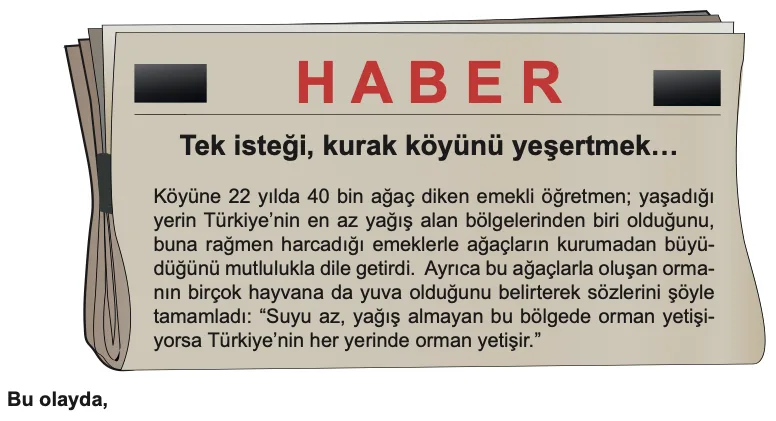 HABER
Tek isteği, kurak köyünü yeşertmek…
Köyüne 22 yılda 40 bin ağaç diken emekli öğretmen; yaşadığı
yerin Türkiye’nin en az yağış alan bölgelerinden biri olduğunu,
buna rağmen harcadığı emeklerle ağaçların kurumadan büyü-
düğünü mutlulukla dile getirdi. Ayrıca bu ağaçlarla oluşan orma-
nın birçok hayvana da yuva olduğunu belirterek sözlerini şöyle
tamamladı: “Suyu az, yağış almayan bu bölgede orman yetişi-
yorsa Türkiye’nin her yerinde orman yetişir.”
Bu olayda,